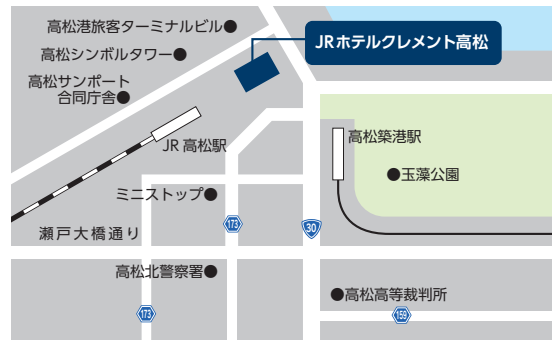 高松港旅客ターミナルビル●
JRホテルクレメント高松
高松シンボルタワー●
高松サンポート
合同庁舎●
JR 高松駅
高松築港駅
●玉藻公園
ミニストップ●
173
30
瀬戸大橋通り
高松北警察署●
●高松高等裁判所
173
159